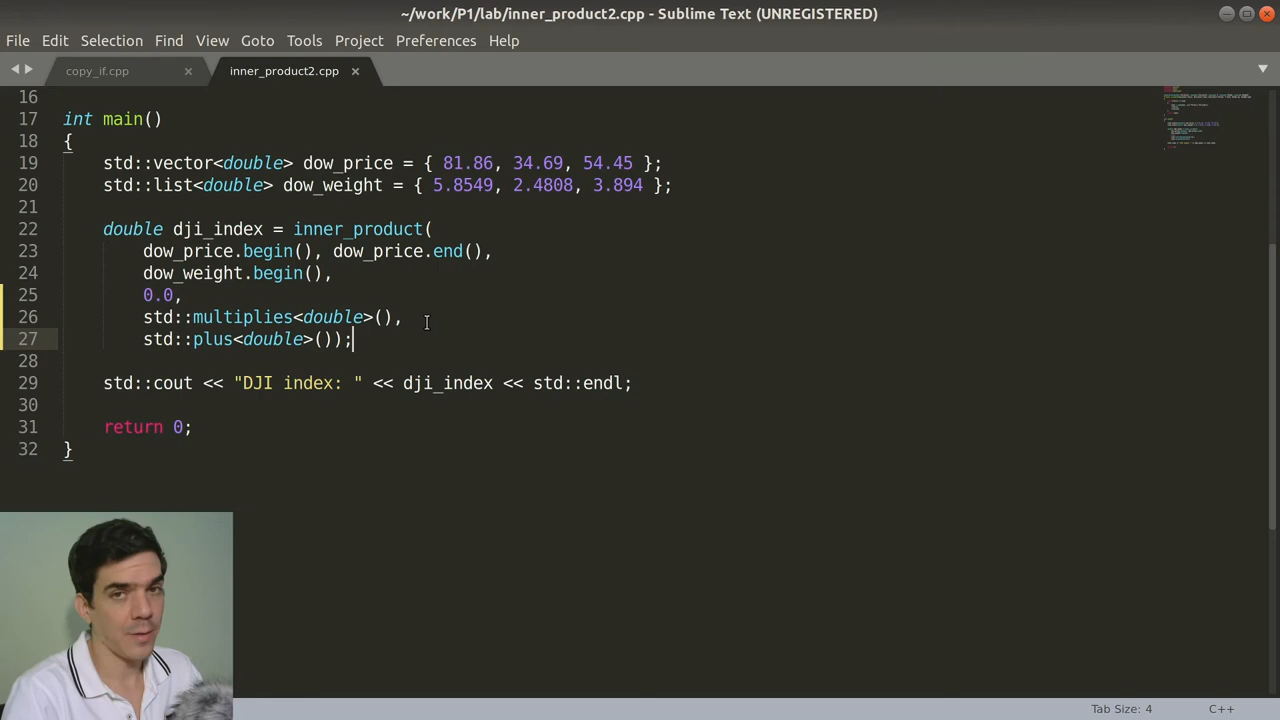 ~/work/P1/lab/inner_product2.cpp - Sublime Text (UNREGISTERED)
File Edit Selection Find View Goto Tools Project Preferences Help
copy_if.cpp × inner_product2.cpp ×
16
17 int main()
18 {
19 std::vector<double> dow_price = { 81.86, 34.69, 54.45 };
20 std::list<double> dow_weight = { 5.8549, 2.4808, 3.894 };
21
22 double dji_index = inner_product(
23 dow_price.begin(), dow_price.end(),
24 dow_weight.begin(),
25 0.0,
26 std::multiplies<double>(),
27 std::plus<double>());
28
29 std::cout << "DJI index: " << dji_index << std::endl;
30
31 return 0;
32 }
Tab Size: 4 C++